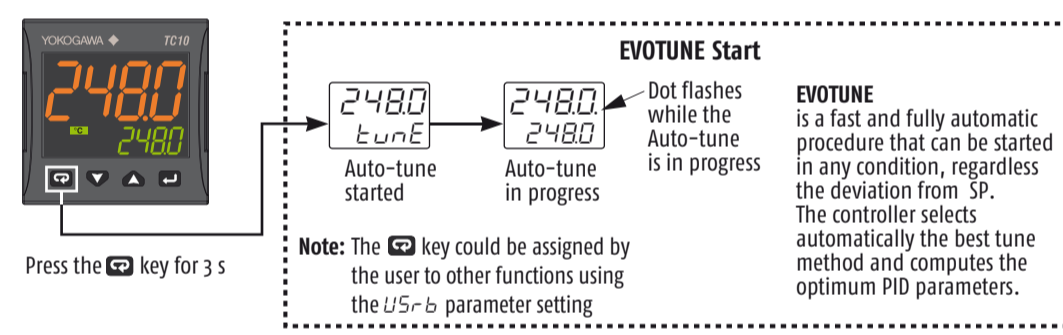 YOKOGAWA ◆ TC10
248.0
°C
248.0
Press the key for 3 s
EVOTUNE Start
248.0
tunE
Auto-tune
started
248.0.
248.0
Auto-tune
in progress
Dot flashes
while the
Auto-tune
is in progress
Note: The key could be assigned by
the user to other functions using
the USrb parameter setting
EVOTUNE
is a fast and fully automatic
procedure that can be started
in any condition, regardless
the deviation from SP.
The controller selects
automatically the best tune
method and computes the
optimum PID parameters.